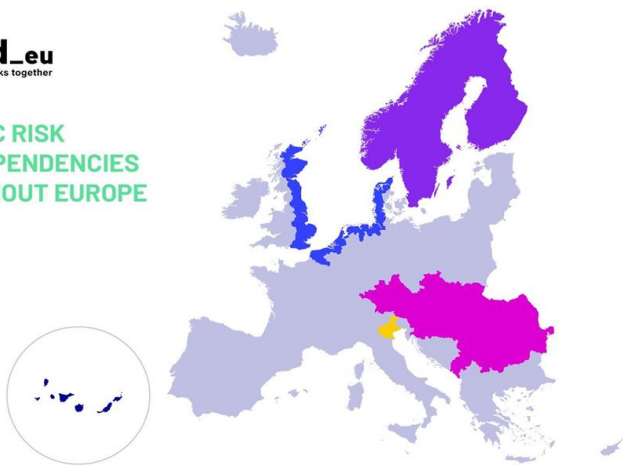 d_eu
ks together
C RISK
PENDENCIES
OUT EUROPE